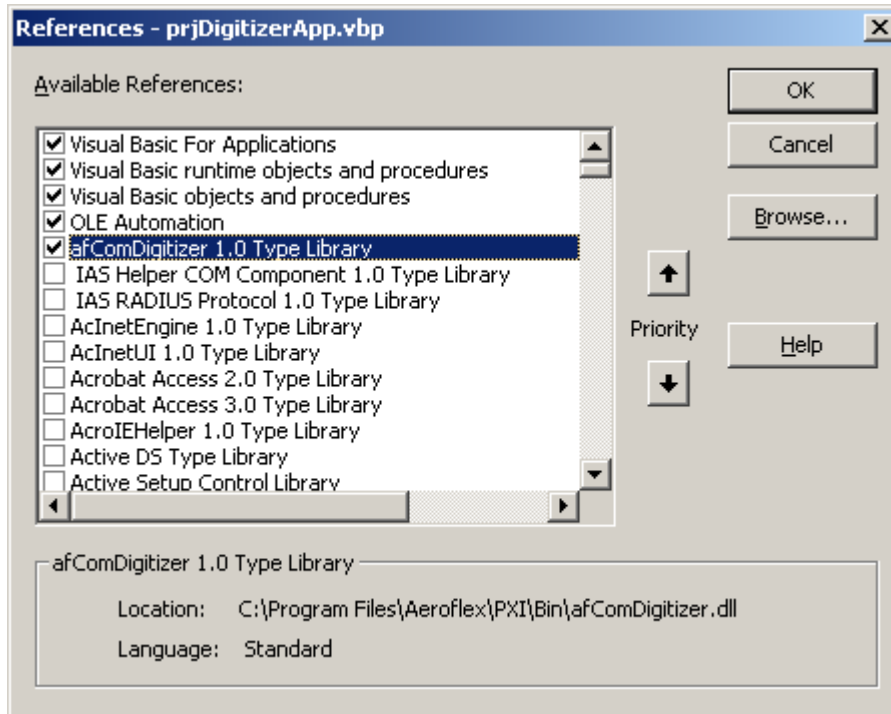 References - prjDigitizerApp.vbp
Available References:
OK
Visual Basic For Applications
Cancel
Visual Basic runtime objects and procedures
Visual Basic objects and procedures
OLE Automation
Browse...
afComDigitizer 1.0 Type Library
IAS Helper COM Component 1.0 Type Library
IAS RADIUS Protocol 1.0 Type Library
AcInetEngine 1.0 Type Library
Priority
AcInetUI 1.0 Type Library
Help
Acrobat Access 2.0 Type Library
Acrobat Access 3.0 Type Library
AcroIEHelper 1.0 Type Library
Active DS Type Library
Active Setup Control Library
afComDigitizer 1.0 Type Library
Location: C:\Program Files\Aeroflex\PXI\Bin\afComDigitizer.dll
Language: Standard